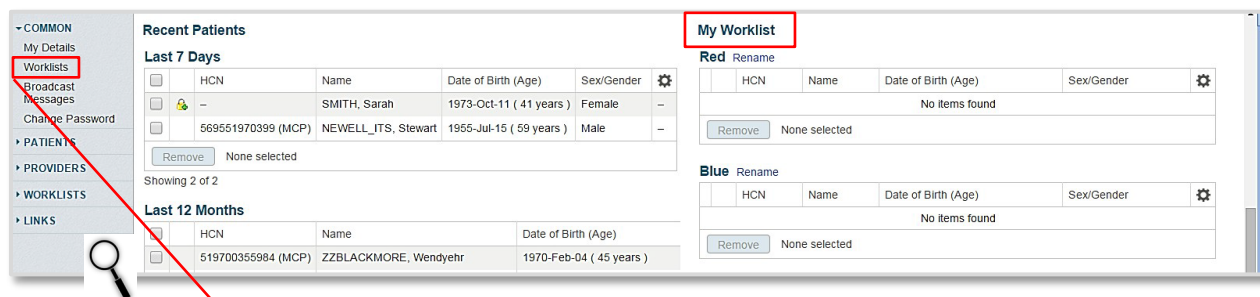 COMMON
My Details
Worklists
Broadcast
Messages
Change Password
PATIENTS
PROVIDERS
WORKLISTS
LINKS
Recent Patients
Last 7 Days
HCN Name Date of Birth (Age) Sex/Gender
– SMITH, Sarah 1973-Oct-11 ( 41 years ) Female –
569551970399 (MCP) NEWELL_ITS, Stewart 1955-Jul-15 ( 59 years ) Male –
Remove None selected
Showing 2 of 2
Last 12 Months
HCN Name Date of Birth (Age)
519700355984 (MCP) ZZBLACKMORE, Wendyehr 1970-Feb-04 ( 45 years )
My Worklist
Red Rename
HCN Name Date of Birth (Age) Sex/Gender
No items found
Remove None selected
Blue Rename
HCN Name Date of Birth (Age) Sex/Gender
No items found
Remove None selected